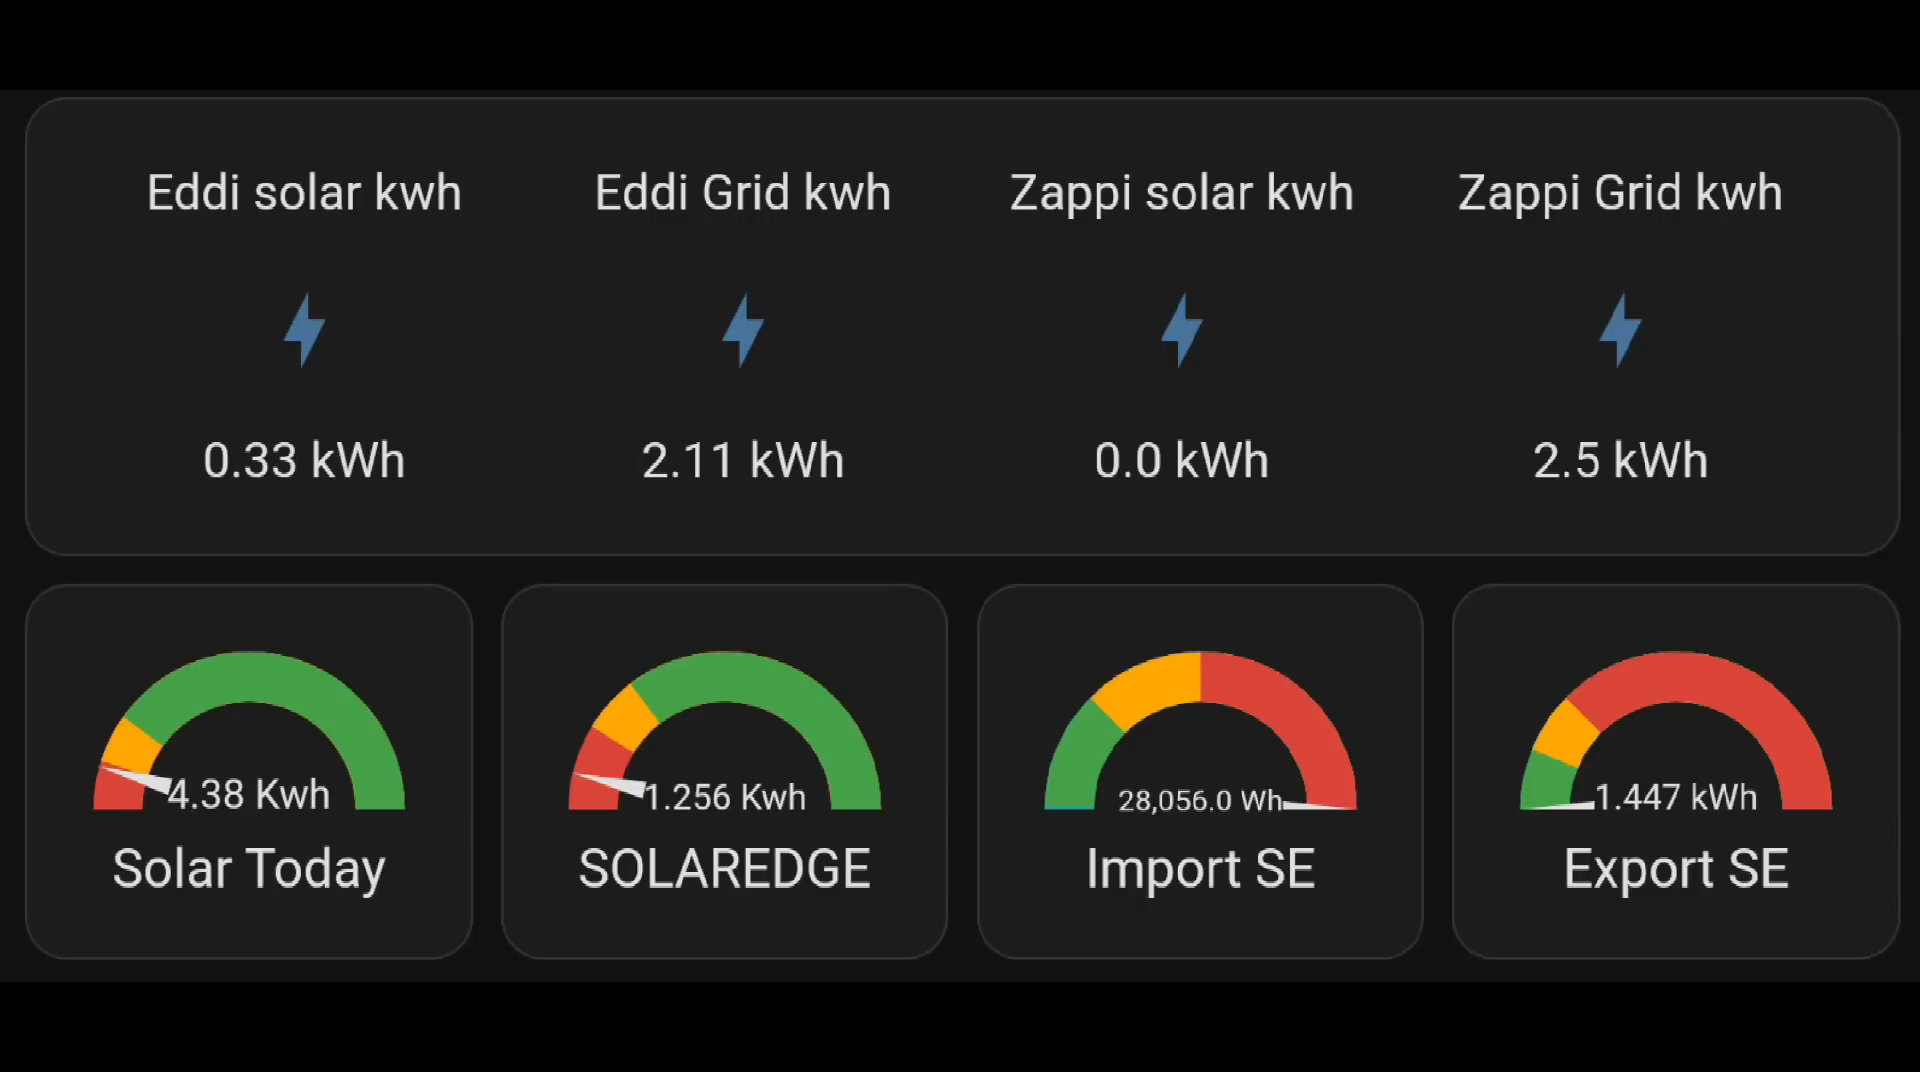 Eddi solar kwh
Eddi Grid kwh
Zappi solar kwh
Zappi Grid kwh
0.33 kWh
2.11 kWh
0.0 kWh
2.5 kWh
4.38 Kwh
Solar Today
1.256 Kwh
SOLAREDGE
28,056.0 Wh
Import SE
1.447 kWh
Export SE